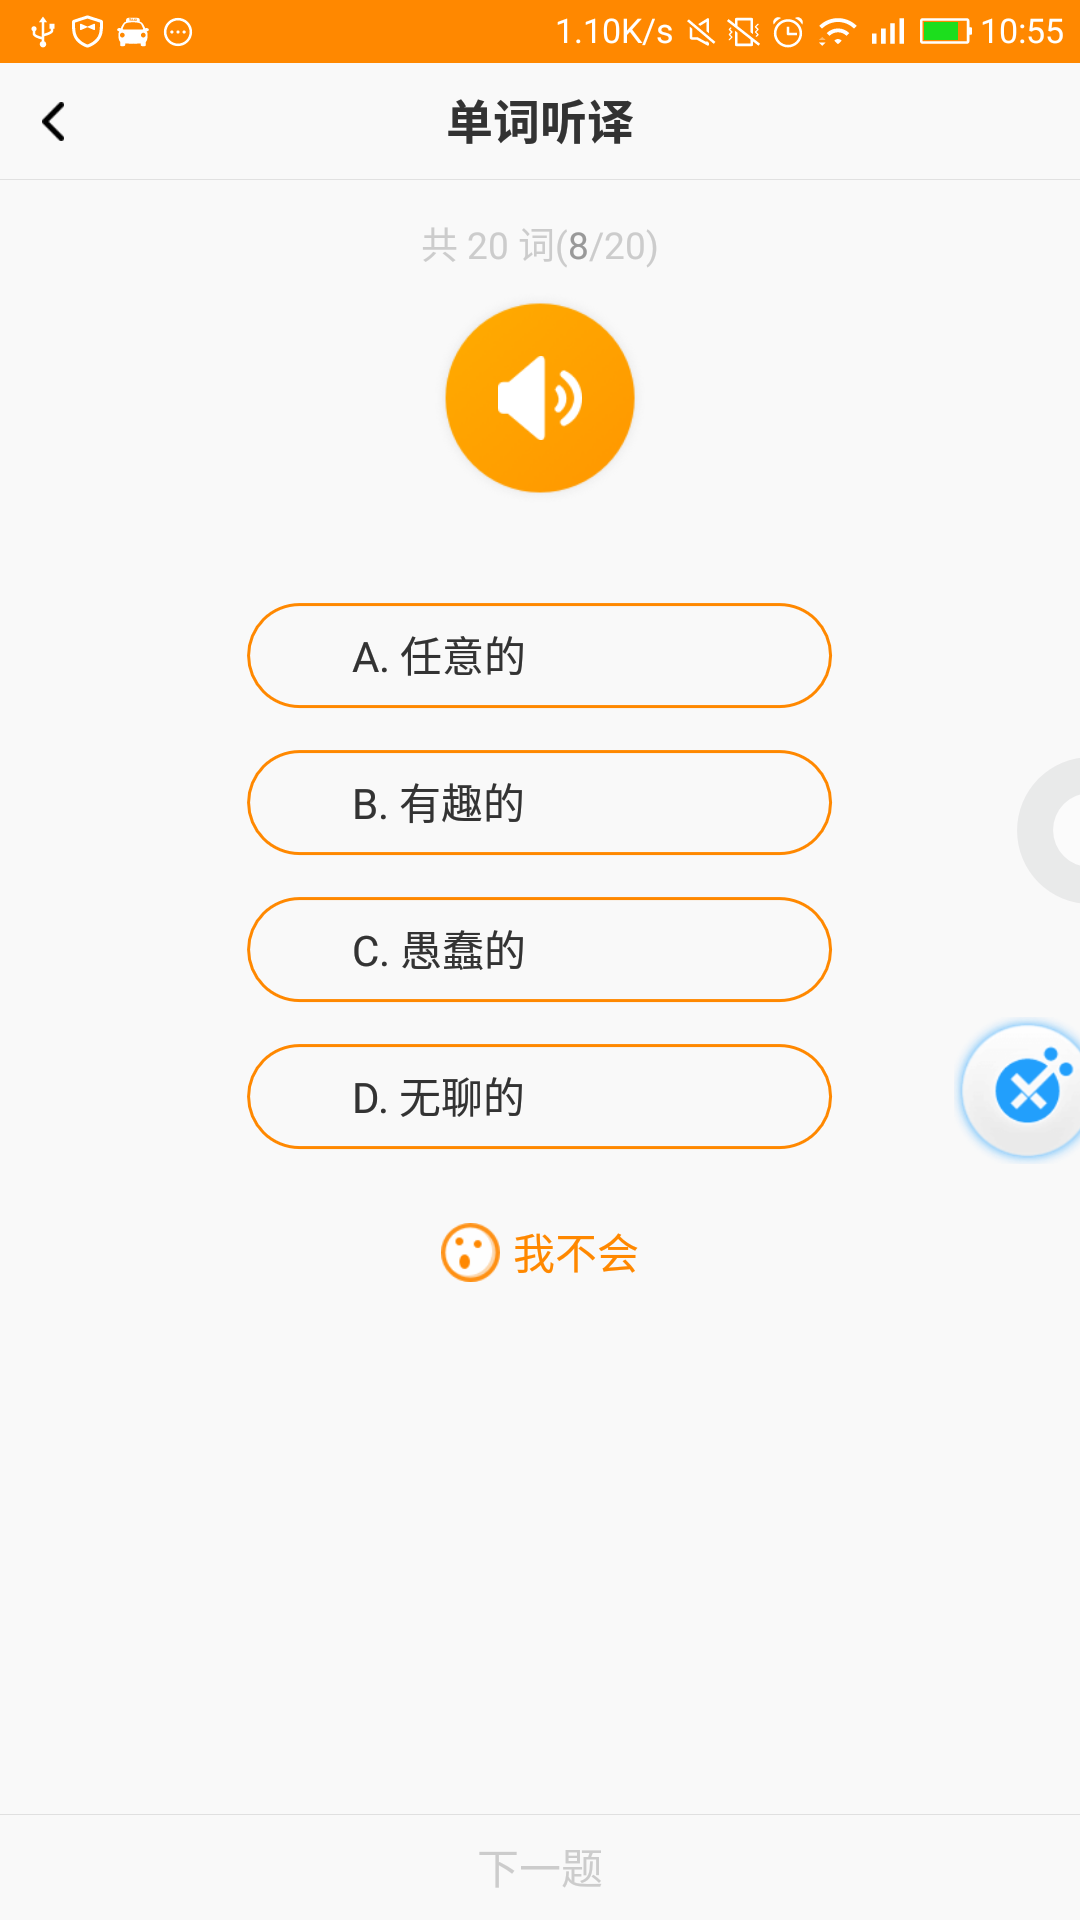 1.10K/s 10:55
单词听译
共 20 词(8/20)
A. 任意的
B. 有趣的
C. 愚蠢的
D. 无聊的
我不会
下一题